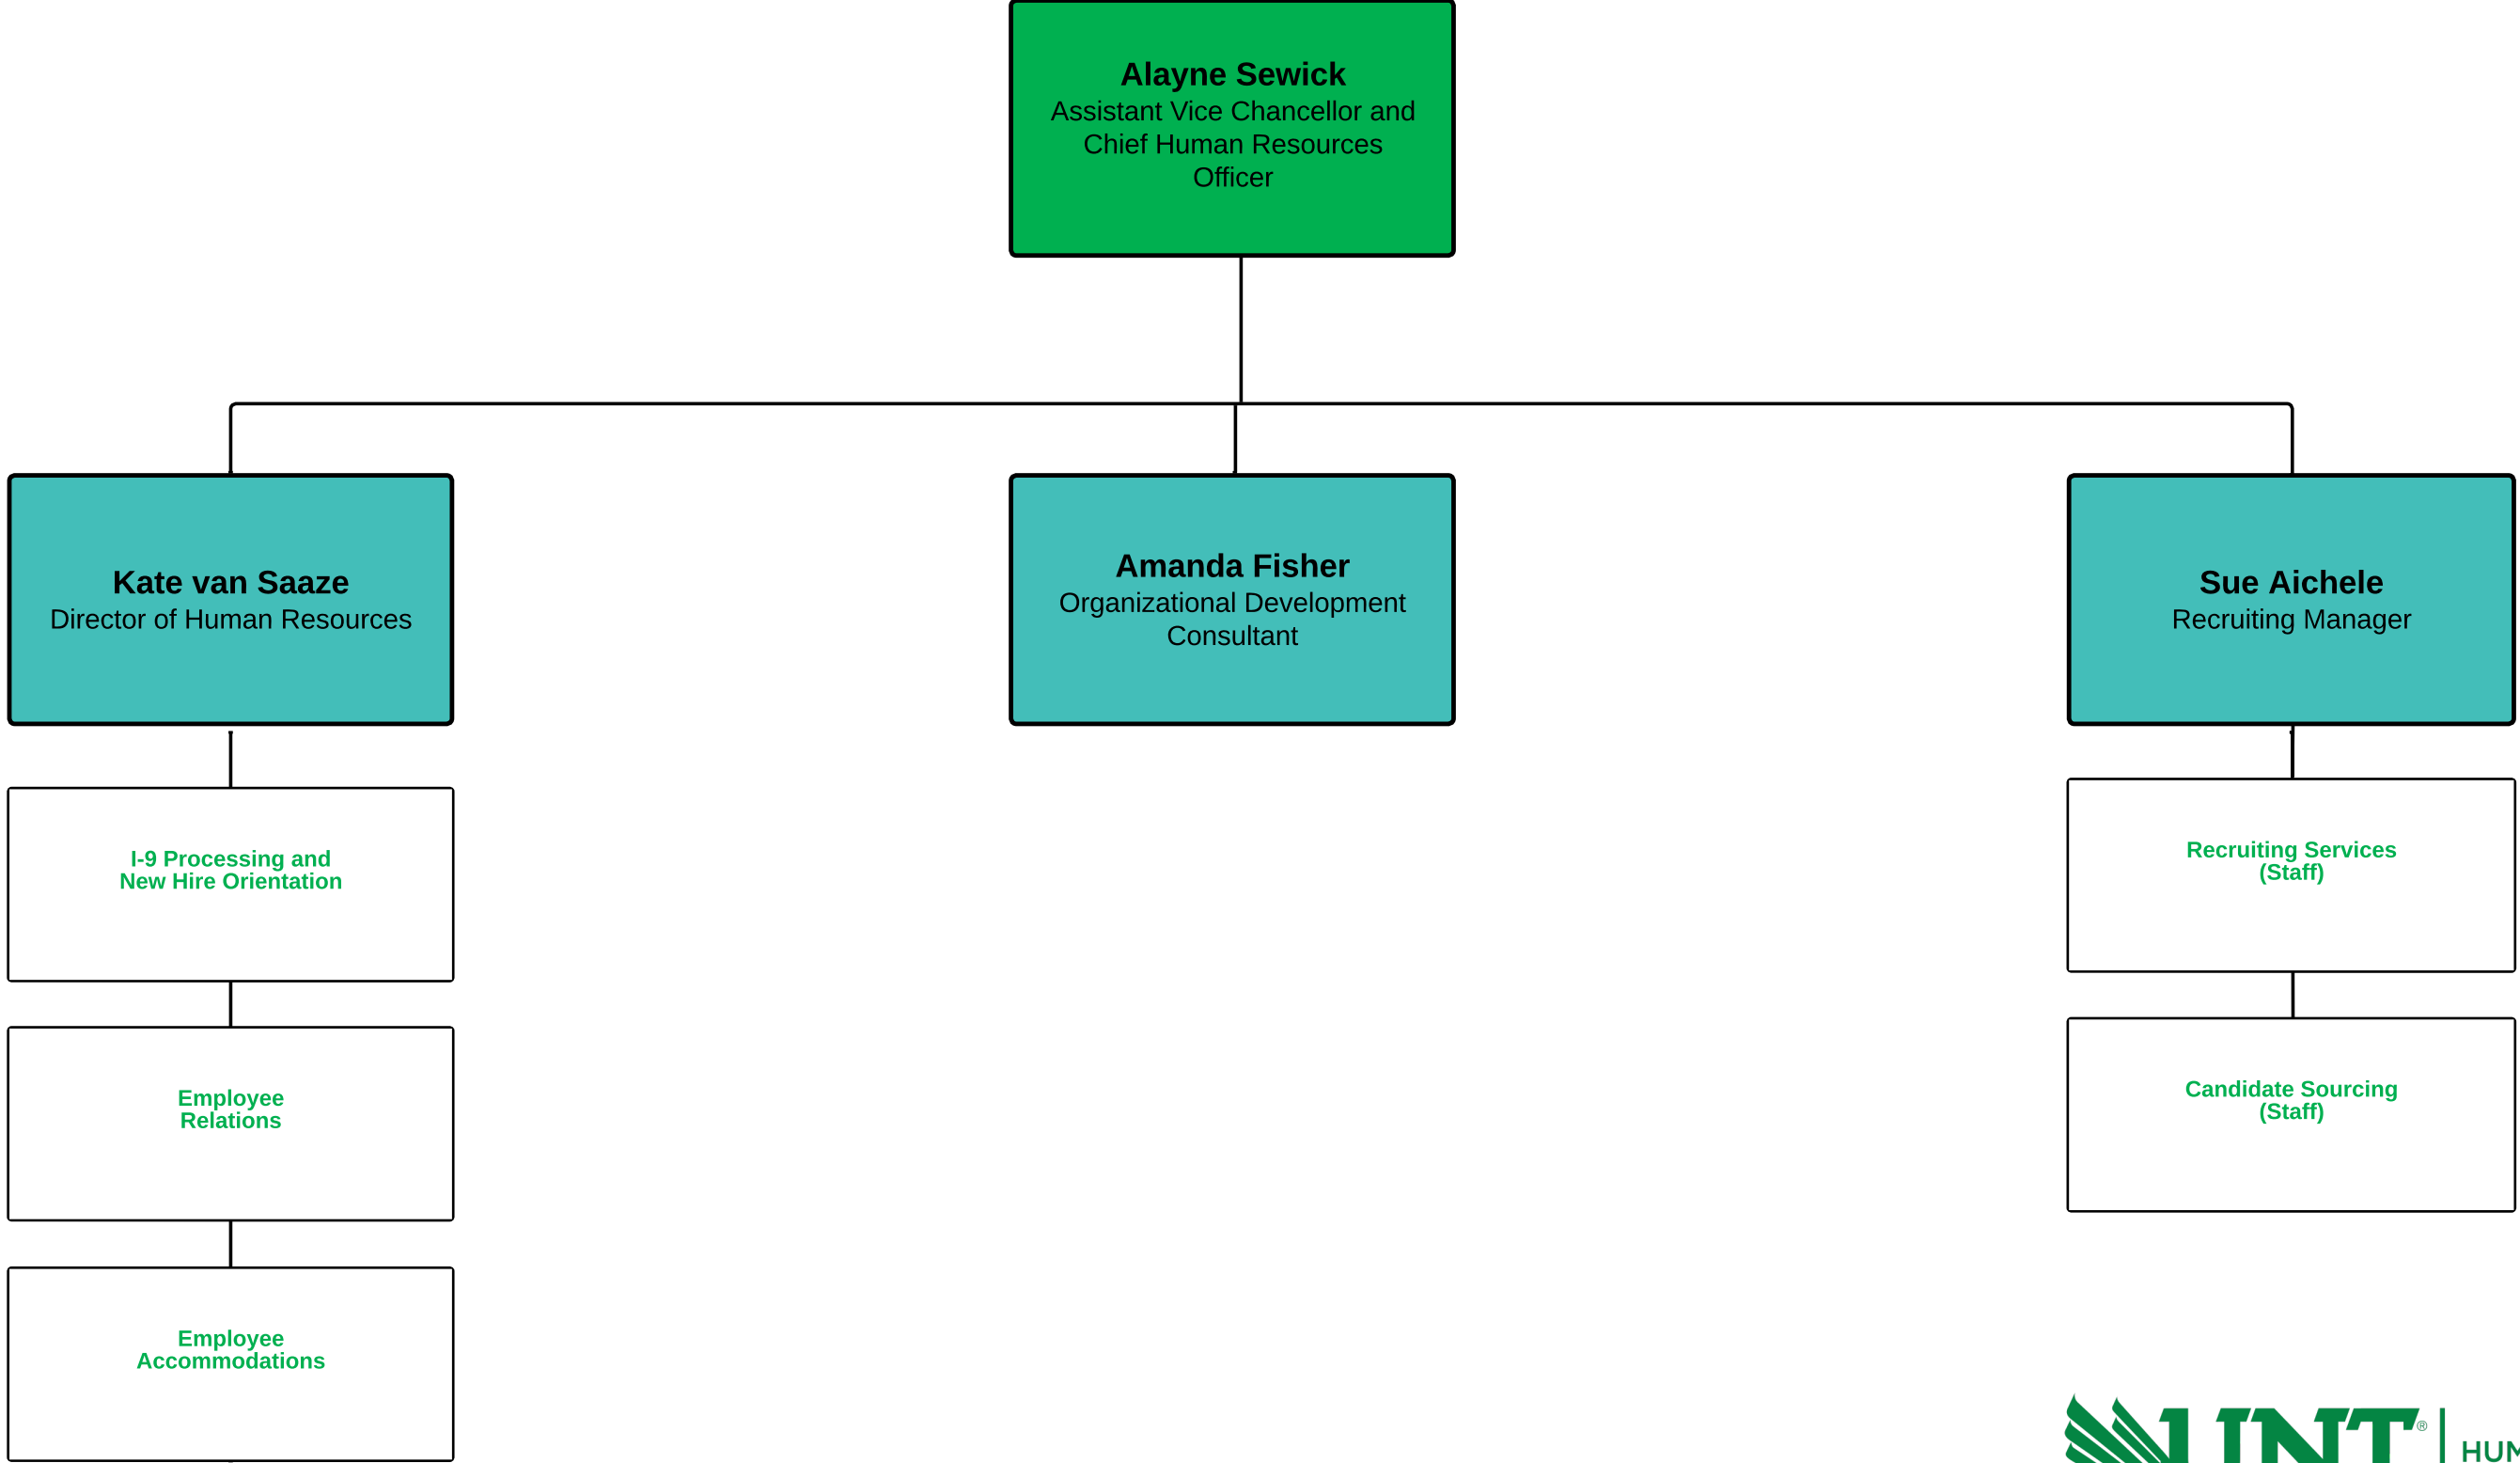 Alayne Sewick
Assistant Vice Chancellor and
Chief Human Resources
Officer
Kate van Saaze
Director of Human Resources
Amanda Fisher
Organizational Development
Consultant
Sue Aichele
Recruiting Manager
I-9 Processing and
New Hire Orientation
Employee
Relations
Employee
Accommodations
Recruiting Services
(Staff)
Candidate Sourcing
(Staff)
UNT®